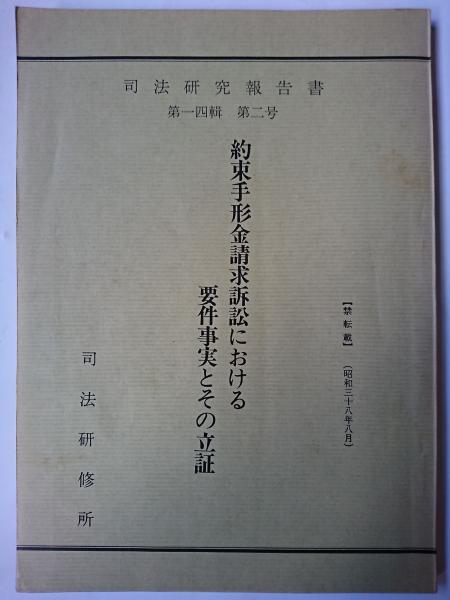 司法研究報告書
第一四輯 第二号
【禁転載】 (昭和三十八年八月)
約束手形金請求訴訟における
要件事実とその立証
司法研修所